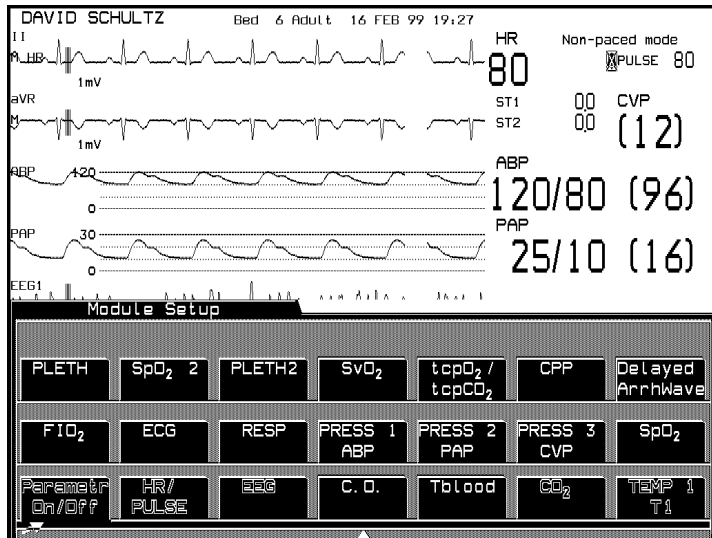 DAVID SCHULTZ Bed 6 Adult 16 FEB 99 19:27
II
M HR
1mV
HR
80
Non-paced mode
PULSE 80
aVR
M
1mV
ST1 0.0
ST2 0.0
CVP
(12)
ABP 120
0
ABP
120/80 (96)
PAP 30
0
PAP
25/10 (16)
EEG1
Module Setup
PLETH
SpO₂ 2
PLETH2
SvO₂
tcpO₂/
tcpCO₂
CPP
Delayed
ArrhWave
FIO₂
ECG
RESP
PRESS 1
ABP
PRESS 2
PAP
PRESS 3
CVP
SpO₂
Parametr
On/Off
HR/
PULSE
EEG
C.O.
Tblood
CO₂
TEMP 1
T1